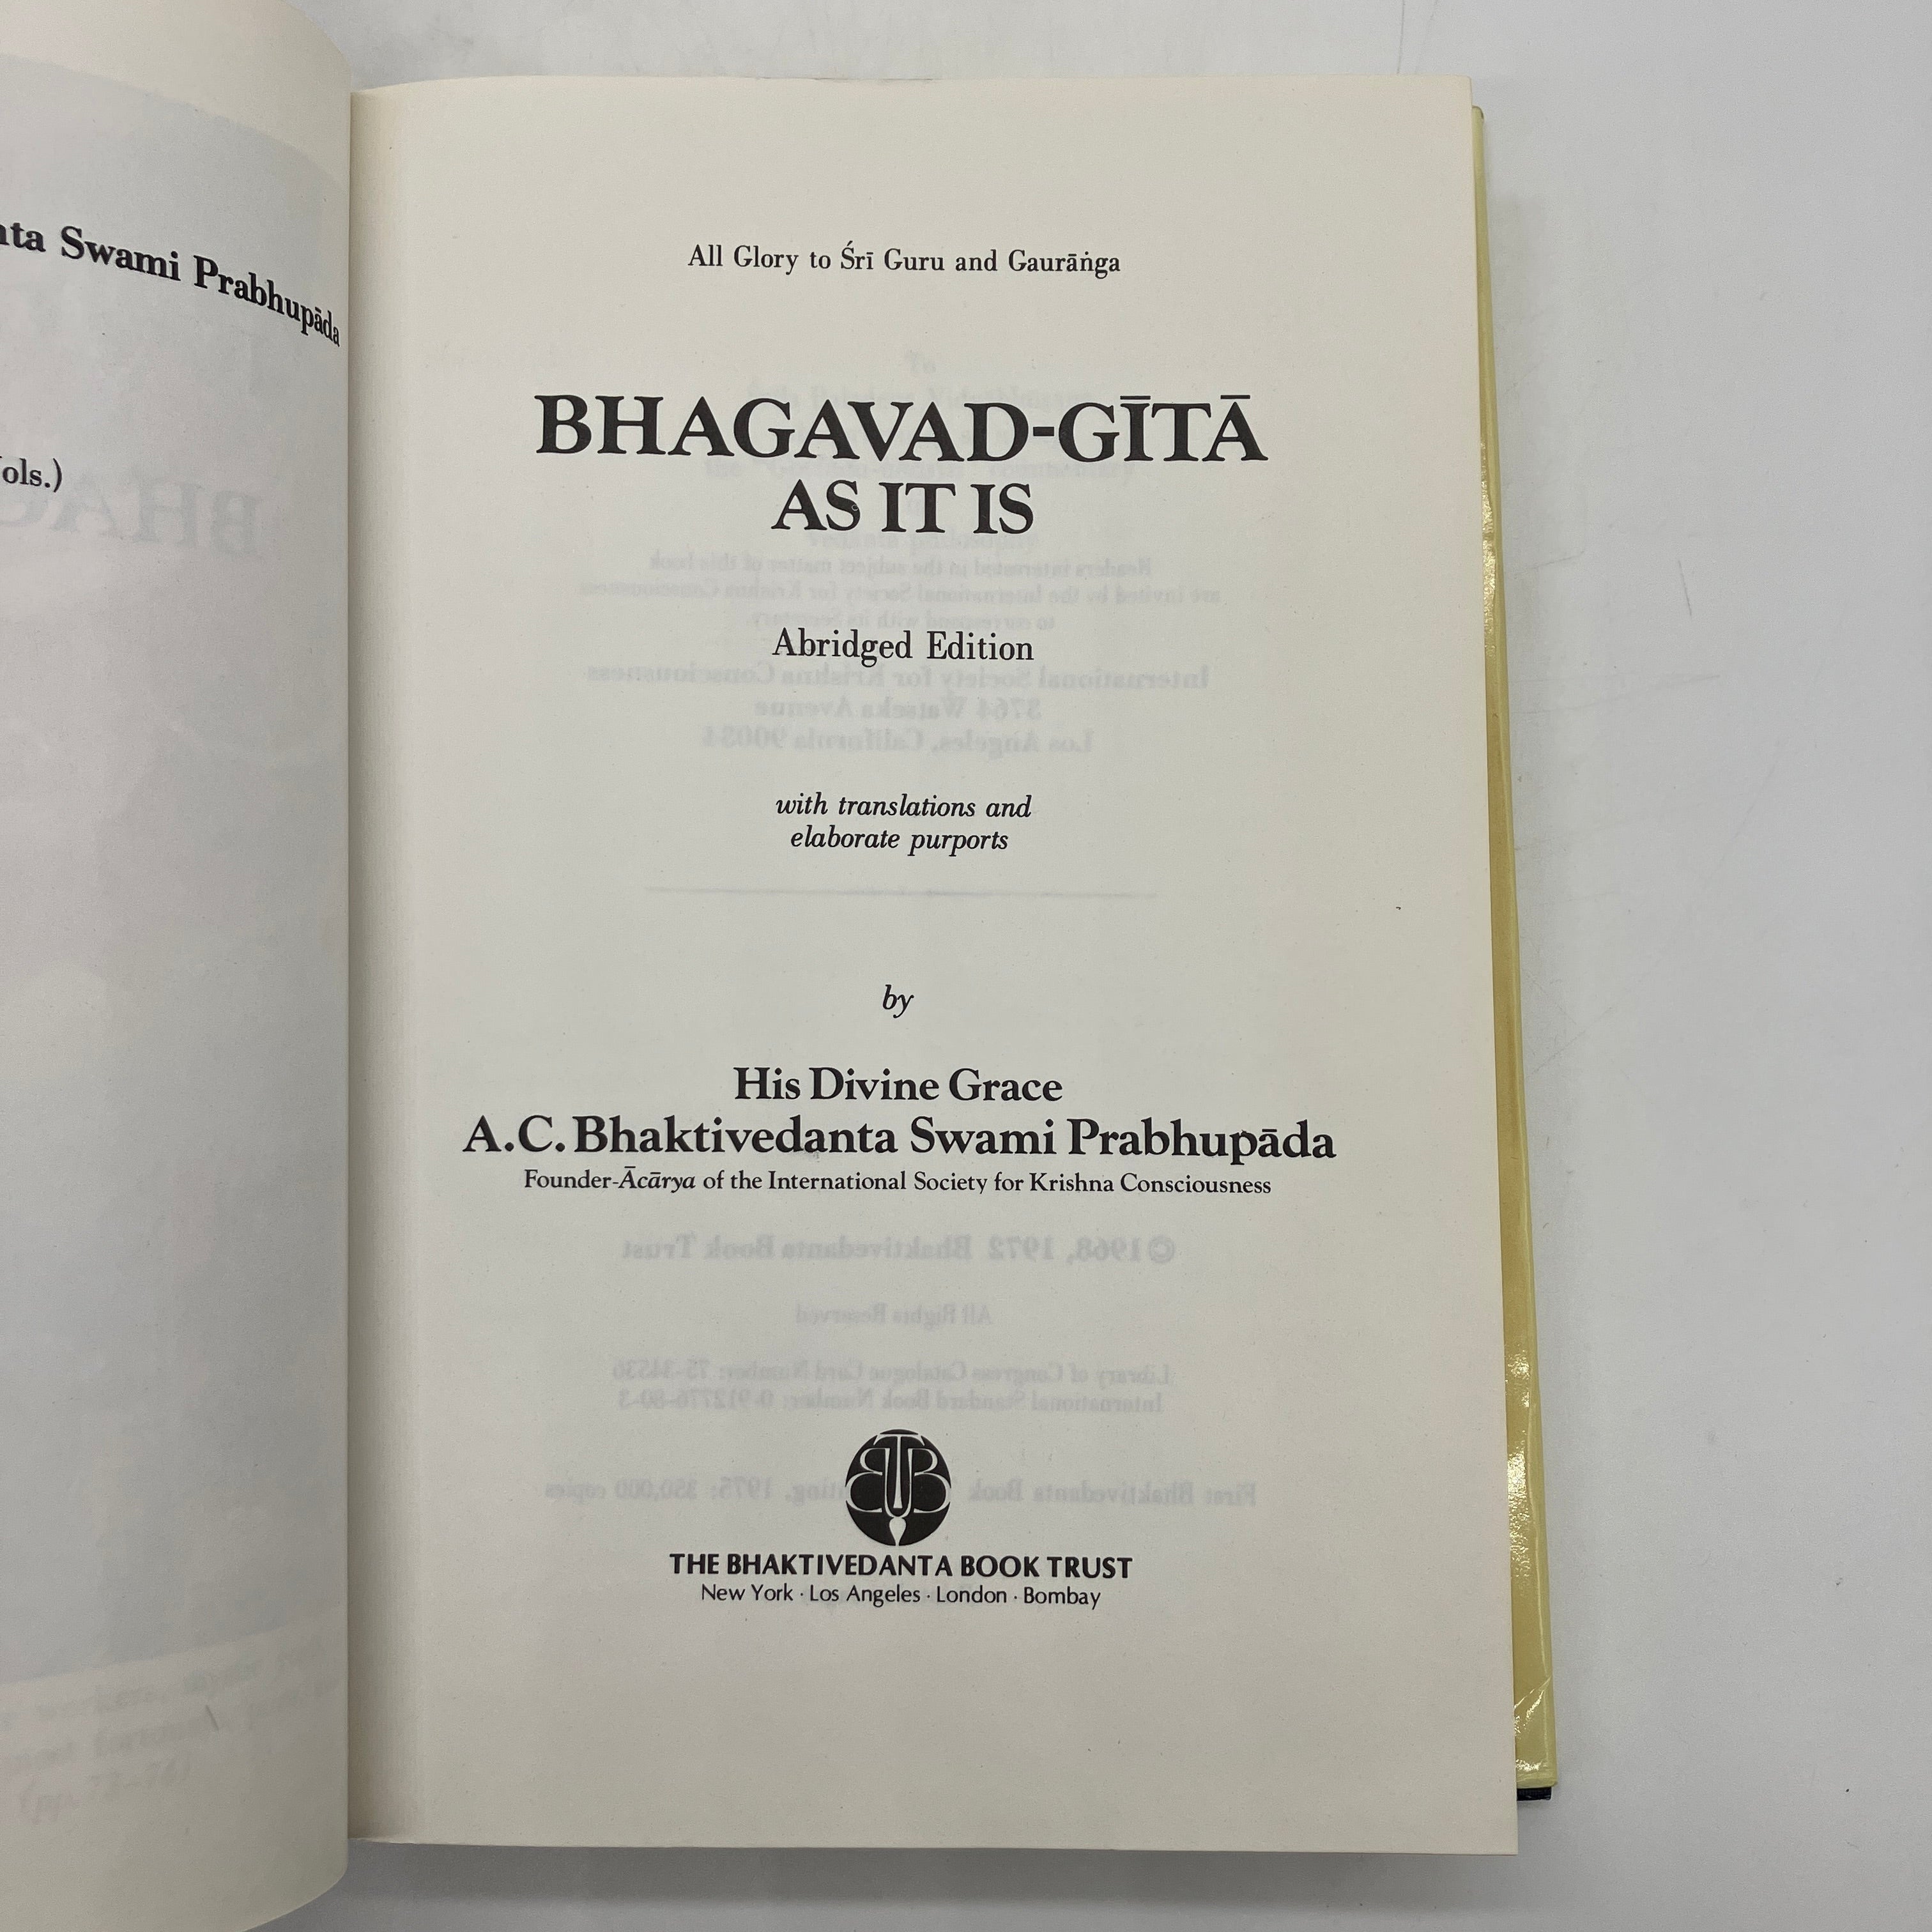 nta Swami Prabhupāda
ols.)
All Glory to Śrī Guru and Gaurāṅga
BHAGAVAD-GĪTĀ
AS IT IS
Abridged Edition
with translations and
elaborate purports
by
His Divine Grace
A.C. Bhaktivedanta Swami Prabhupāda
Founder-Ācārya of the International Society for Krishna Consciousness
BBT
THE BHAKTIVEDANTA BOOK TRUST
New York · Los Angeles · London · Bombay